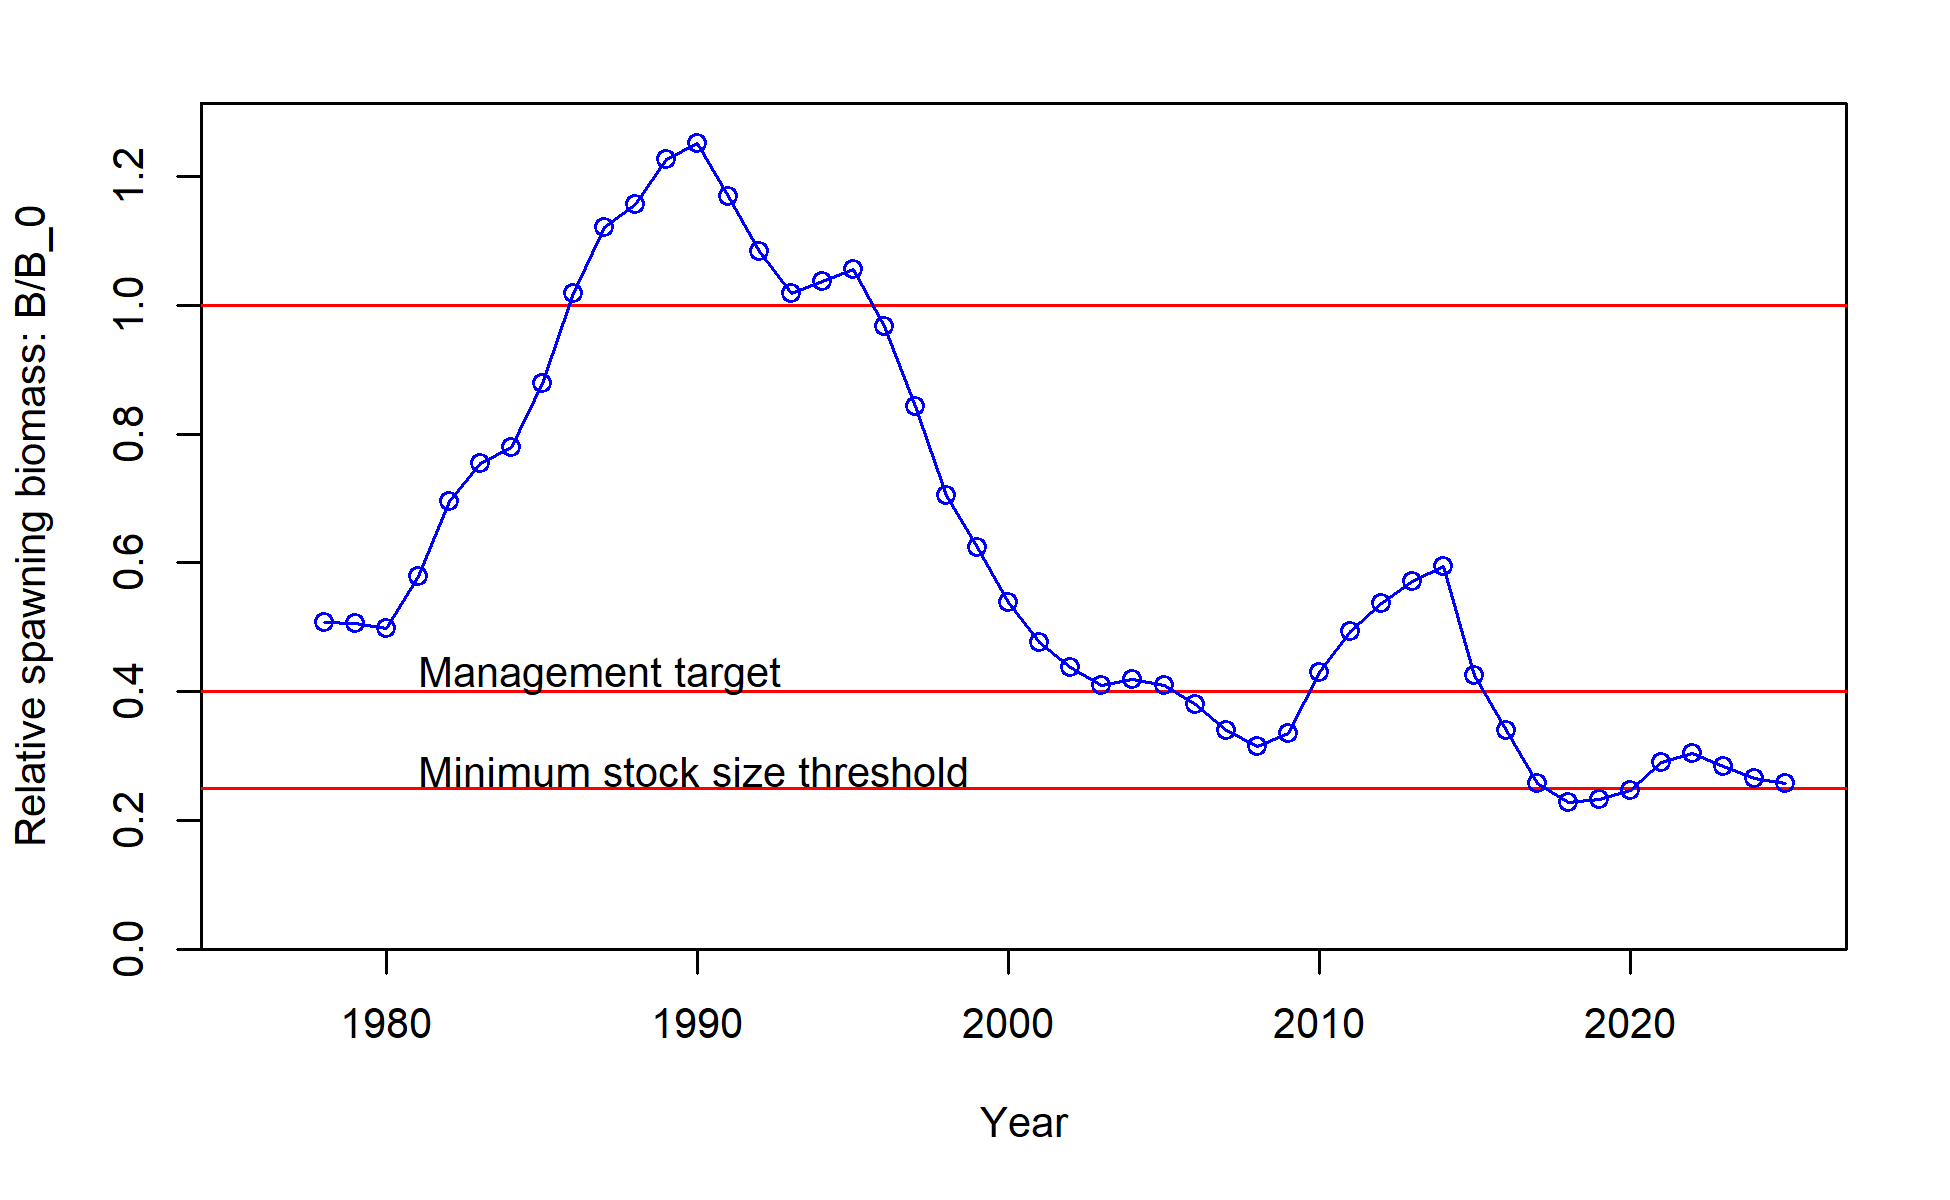 Relative spawning biomass: B/B_0
1.2
1.0
0.8
0.6
0.4
0.2
0.0
Management target
Minimum stock size threshold
1980 1990 2000 2010 2020
Year